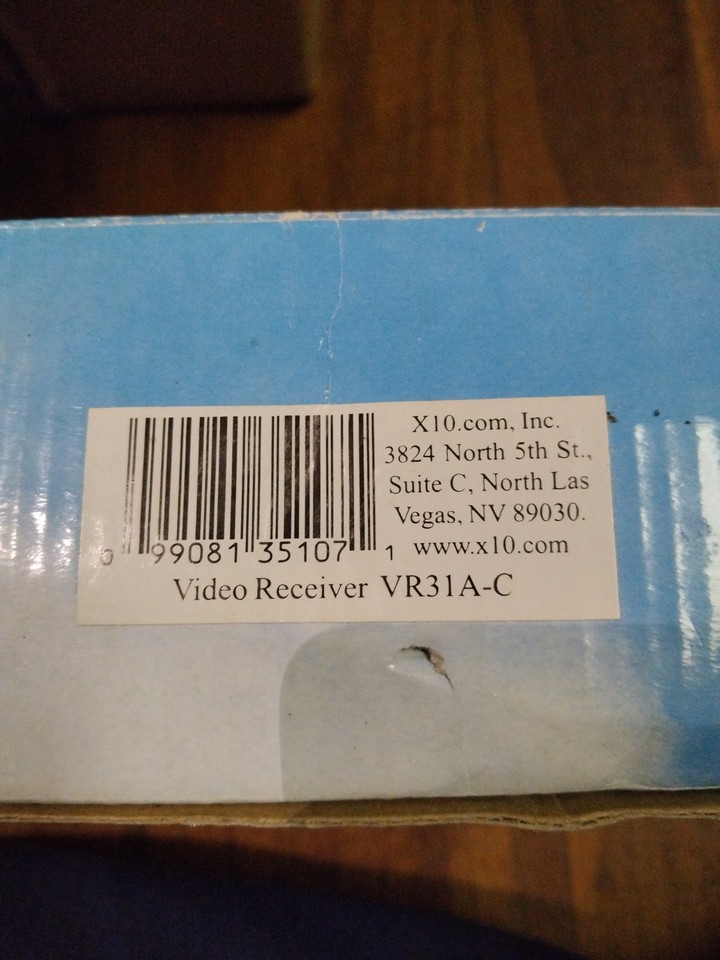 X10.com, Inc.
3824 North 5th St.,
Suite C, North Las
Vegas, NV 89030.
www.x10.com
0 99081 35107 1
Video Receiver VR31A-C